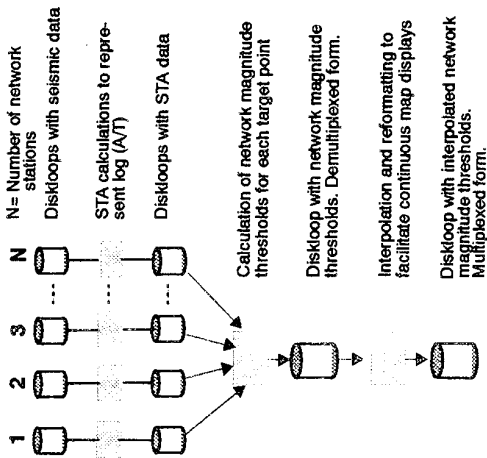 N= Number of network
stations
Diskloops with seismic data
STA calculations to repre-
sent log (A/T)
Diskloops with STA data
Calculation of network magnitude
thresholds for each target point
Diskloop with network magnitude
thresholds. Demultiplexed form.
Interpolation and reformatting to
facilitate continuous map displays
Diskloop with interpolated network
magnitude thresholds.
Multiplexed form.
1 2 3 N